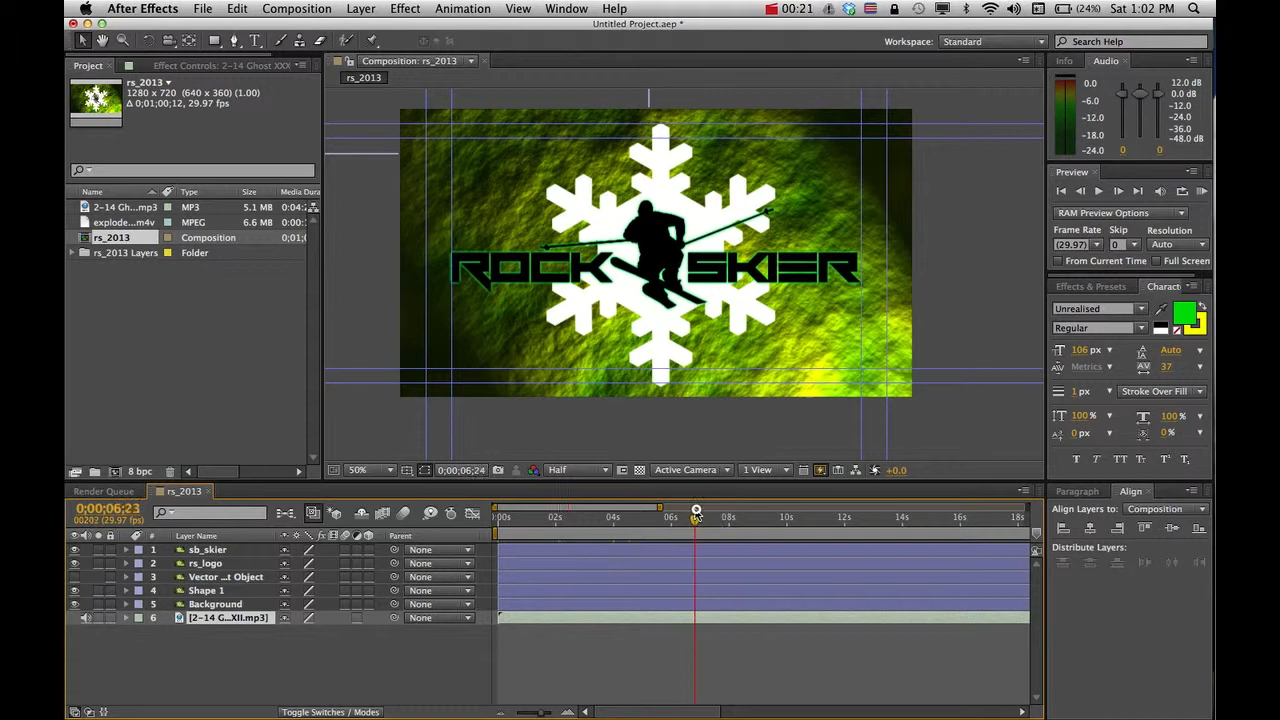 After Effects File Edit Composition Layer Effect Animation View Window Help 00:21 (24%) Sat 1:02 PM
Untitled Project.aep *
Workspace: Standard Search Help
Project Effect Controls: 2-14 Ghost XXX
Composition: rs_2013
Info Audio
rs_2013
rs_2013
1280 x 720 (640 x 360) (1.00)
Δ 0;01;00;12, 29.97 fps
0.0 12.0 dB
-6.0 0.0 dB
-12.0 -12.0
-18.0 -24.0
-36.0
-24.0 -48.0 dB
0 0
Preview
Name Type Size Media Dura
2-14 Gh...mp3 MP3 5.1 MB 0:04:
explode...m4v MPEG 6.6 MB 0:00:
rs_2013 Composition 0;01;0
rs_2013 Layers Folder
RAM Preview Options
Frame Rate Skip Resolution
(29.97) 0 Auto
From Current Time Full Screen
ROCK SKIER
Effects & Presets Charact
Unrealised
Regular
106 px Auto
Metrics 37
1 px Stroke Over Fill
100 % 100 %
0 px 0 %
T T TT Tt T¹ T₁
8 bpc
50% 0;00;06;24 Half Active Camera 1 View +0.0
Render Queue rs_2013
Paragraph Align
0;00;06;23
00202 (29.97 fps)
:00s 02s 04s 06s 08s 10s 12s 14s 16s 18s
Align Layers to: Composition
# Layer Name Parent
Distribute Layers:
1 sb_skier None
2 rs_logo None
3 Vector ...t Object None
4 Shape 1 None
5 Background None
6 [2-14 G...XII.mp3] None
Toggle Switches / Modes